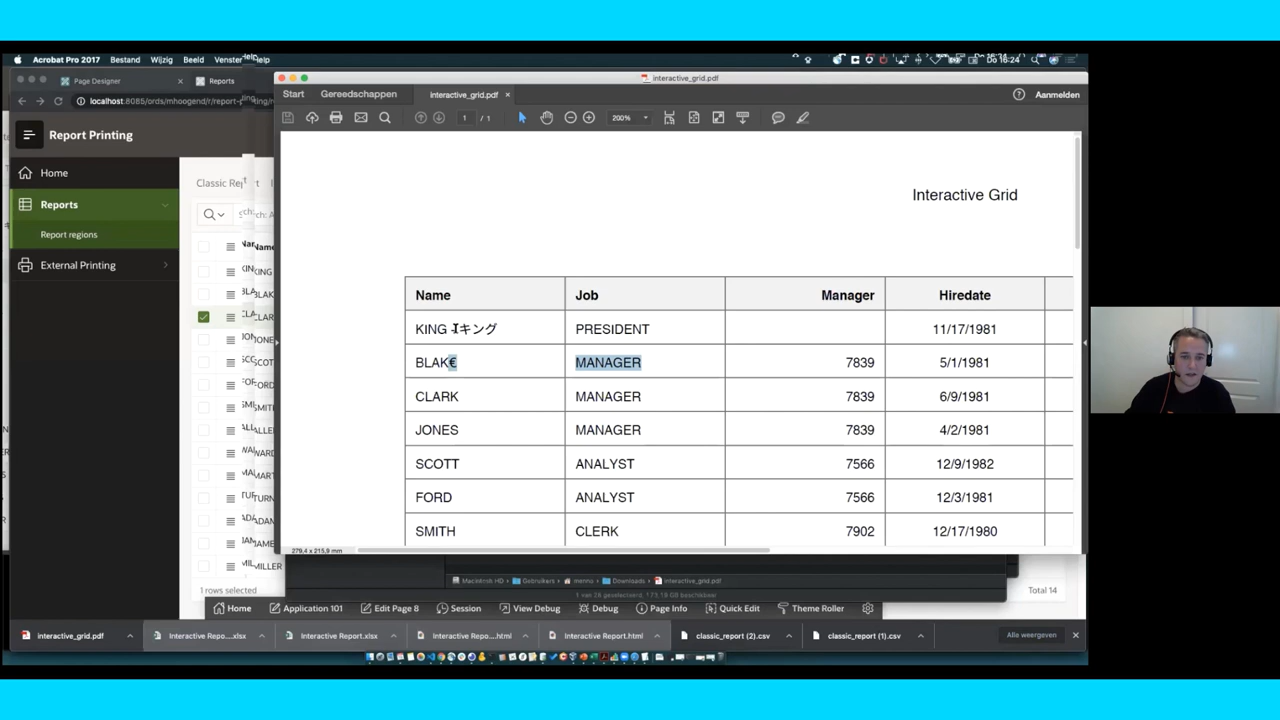 Acrobat Pro 2017 Bestand Wijzig Beeld Venster Help
Do 16:24
Page Designer
Reports
interactive_grid.pdf
localhost:8085/ords/mhoogend/r/report-printing/re
Start Gereedschappen interactive_grid.pdf
Aanmelden
1 / 1
200%
Report Printing
Home
Reports
Report regions
External Printing
Classic Rep
Interactive Grid
Name Job Manager Hiredate
KING キング PRESIDENT 11/17/1981
BLAK€ MANAGER 7839 5/1/1981
CLARK MANAGER 7839 6/9/1981
JONES MANAGER 7839 4/2/1981
SCOTT ANALYST 7566 12/9/1982
FORD ANALYST 7566 12/3/1981
SMITH CLERK 7902 12/17/1980
279,4 x 215,9 mm
Macintosh HD Gebruikers menno Downloads interactive_grid.pdf
1 rows selected
Total 14
Home Application 101 Edit Page 8 Session View Debug Debug Page Info Quick Edit Theme Roller
interactive_grid.pdf Interactive Repo....xlsx Interactive Report.xlsx Interactive Repo....html Interactive Report.html classic_report (2).csv classic_report (1).csv Alle weergeven